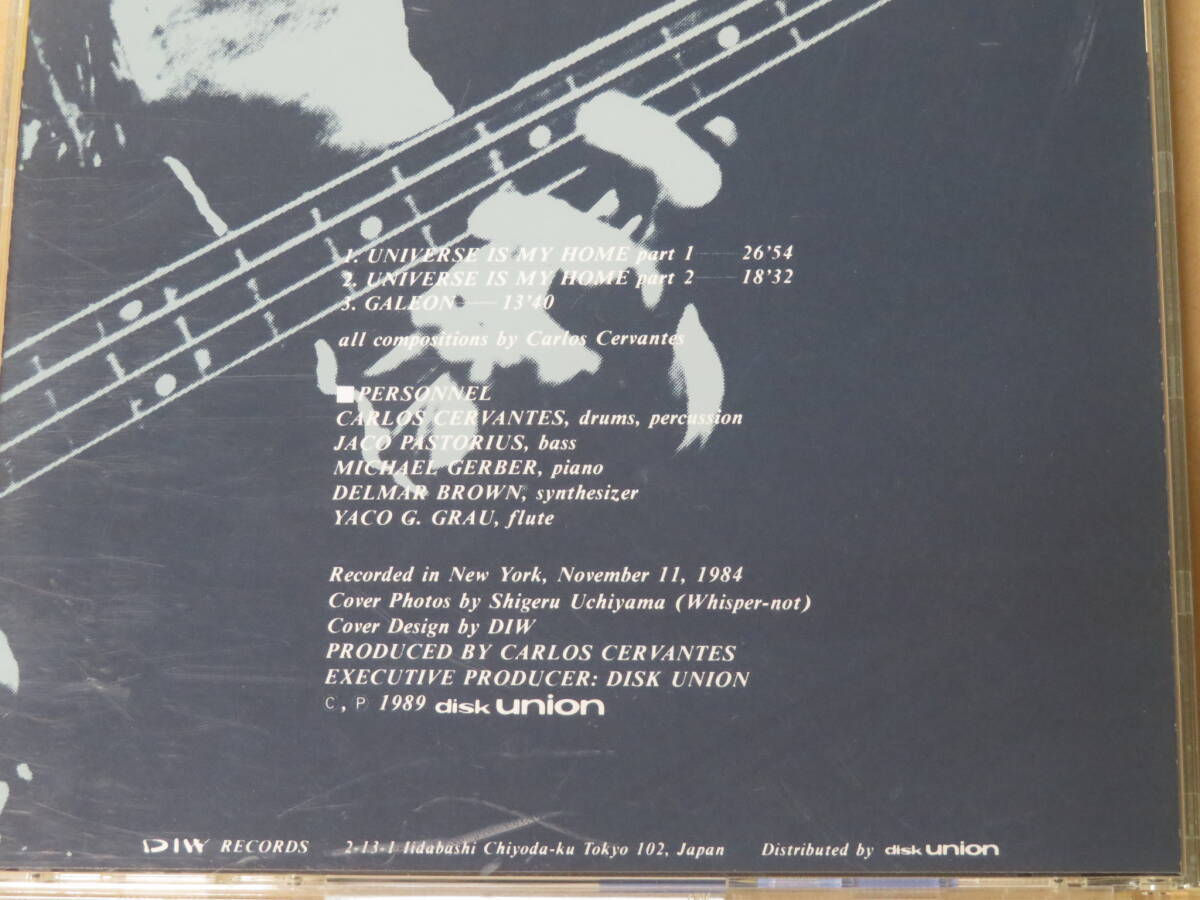 1. UNIVERSE IS MY HOME part 1 — 26'54
2. UNIVERSE IS MY HOME part 2 — 18'32
3. GALEON — 13'40
all compositions by Carlos Cervantes
■PERSONNEL
CARLOS CERVANTES, drums, percussion
JACO PASTORIUS, bass
MICHAEL GERBER, piano
DELMAR BROWN, synthesizer
YACO G. GRAU, flute
Recorded in New York, November 11, 1984
Cover Photos by Shigeru Uchiyama (Whisper-not)
Cover Design by DIW
PRODUCED BY CARLOS CERVANTES
EXECUTIVE PRODUCER: DISK UNION
Ⓒ, Ⓟ 1989 disk union
DIW RECORDS 2-13-1 Iidabashi Chiyoda-ku Tokyo 102, Japan Distributed by disk union